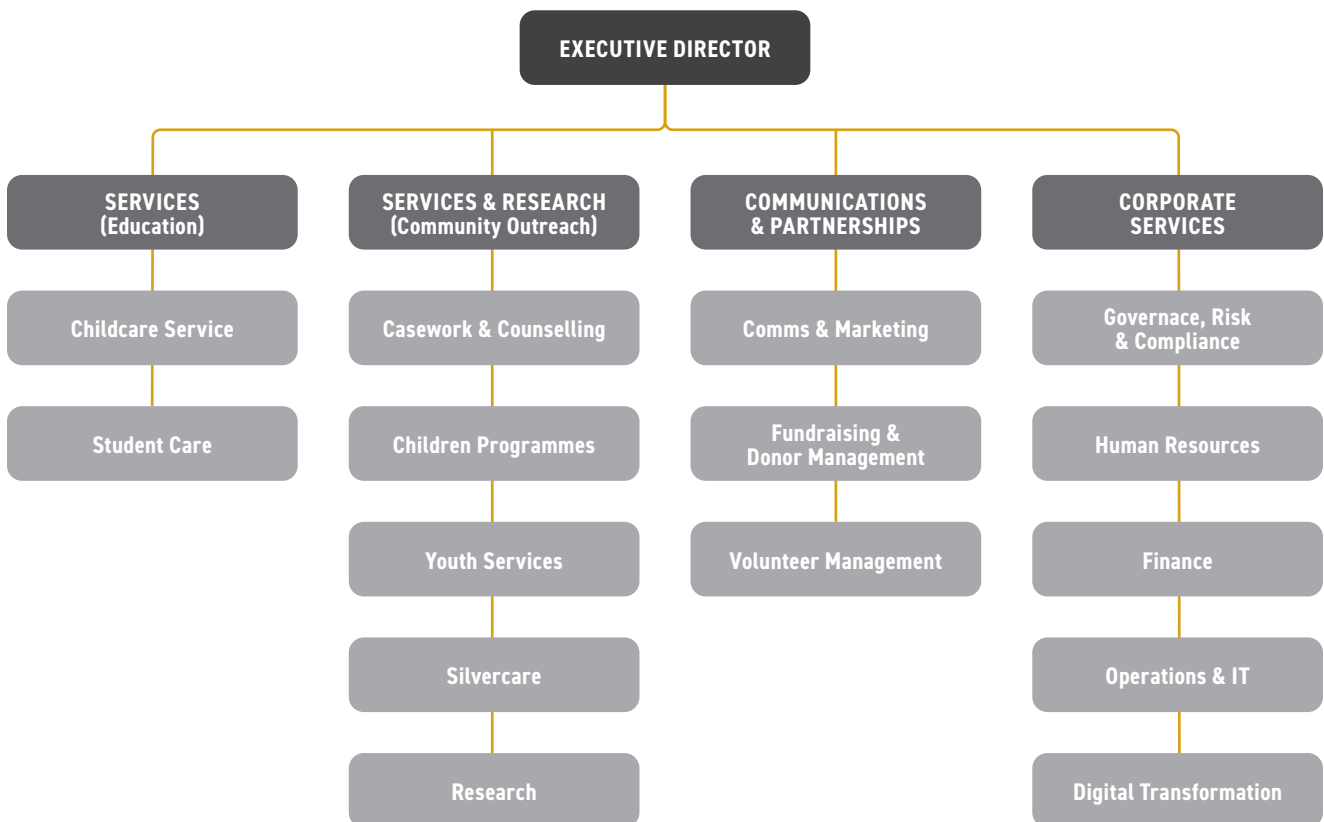 EXECUTIVE DIRECTOR
SERVICES
(Education)
SERVICES & RESEARCH
(Community Outreach)
COMMUNICATIONS
& PARTNERSHIPS
CORPORATE
SERVICES
Childcare Service
Casework & Counselling
Comms & Marketing
Governace, Risk
& Compliance
Student Care
Children Programmes
Fundraising &
Donor Management
Human Resources
Youth Services
Volunteer Management
Finance
Silvercare
Operations & IT
Research
Digital Transformation